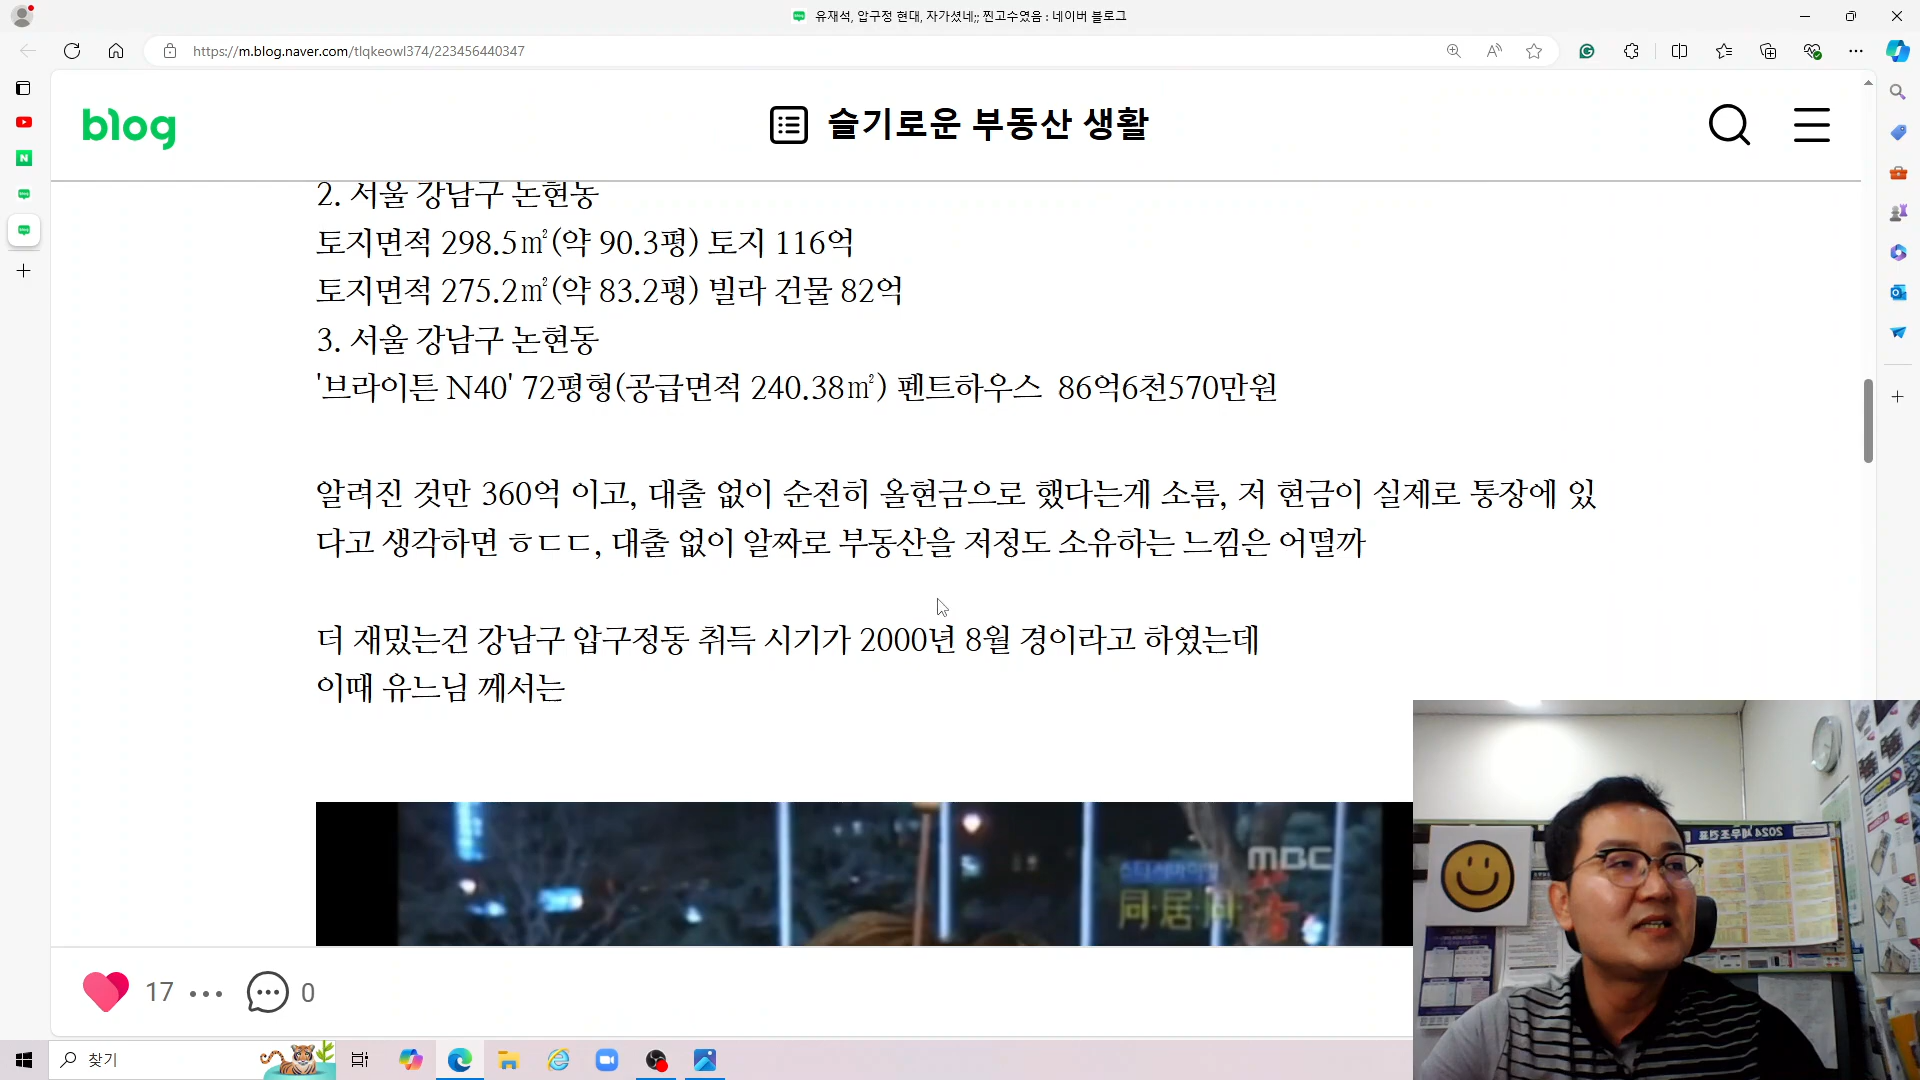 유재석, 압구정 현대, 자가셨네;; 찐고수였음 : 네이버 블로그
https://m.blog.naver.com/tlqkeowl374/223456440347
blog
슬기로운 부동산 생활
2. 서울 강남구 논현동
토지면적 298.5㎡(약 90.3평) 토지 116억
토지면적 275.2㎡(약 83.2평) 빌라 건물 82억
3. 서울 강남구 논현동
'브라이튼 N40' 72평형(공급면적 240.38㎡) 펜트하우스 86억6천570만원
알려진 것만 360억 이고, 대출 없이 순전히 올현금으로 했다는게 소름, 저 현금이 실제로 통장에 있
다고 생각하면 ㅎㄷㄷ, 대출 없이 알짜로 부동산을 저정도 소유하는 느낌은 어떨까
더 재밌는건 강남구 압구정동 취득 시기가 2000년 8월 경이라고 하였는데
이때 유느님 께서는
MBC
同居同
17
0
2024 세무조견표
찾기